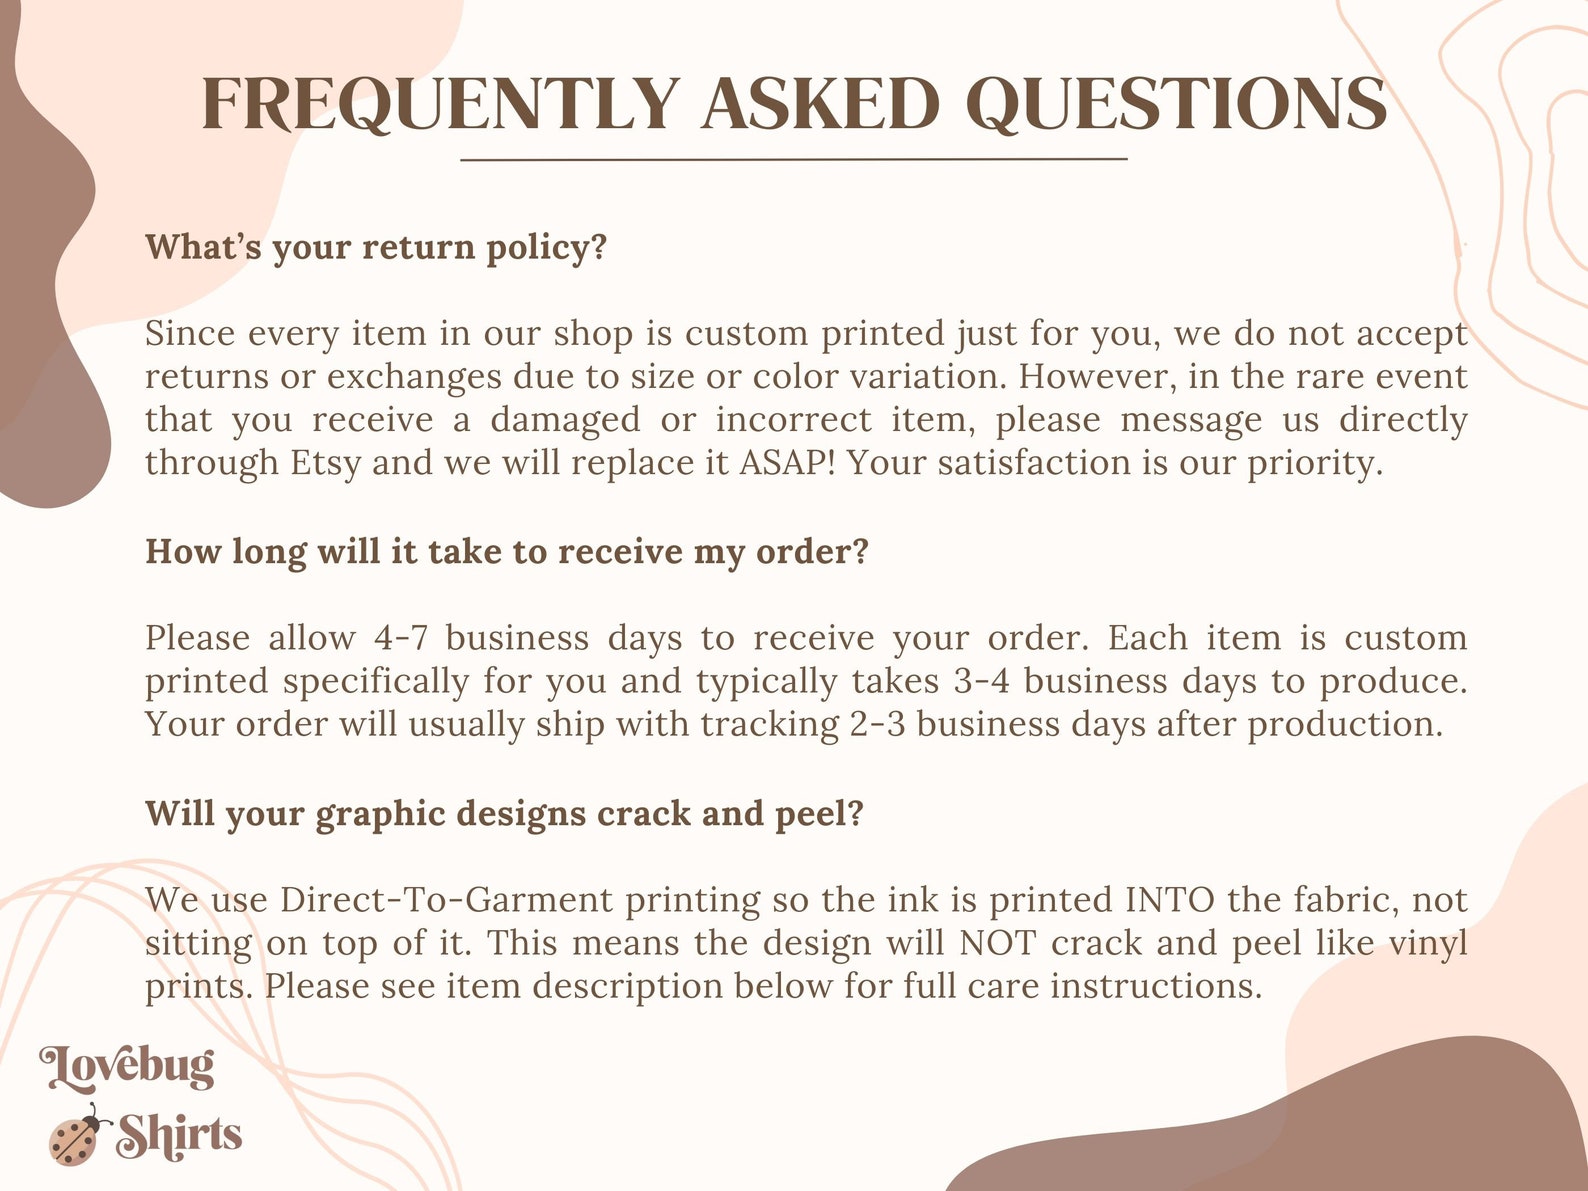 FREQUENTLY ASKED QUESTIONS
What’s your return policy?
Since every item in our shop is custom printed just for you, we do not accept
returns or exchanges due to size or color variation. However, in the rare event
that you receive a damaged or incorrect item, please message us directly
through Etsy and we will replace it ASAP! Your satisfaction is our priority.
How long will it take to receive my order?
Please allow 4-7 business days to receive your order. Each item is custom
printed specifically for you and typically takes 3-4 business days to produce.
Your order will usually ship with tracking 2-3 business days after production.
Will your graphic designs crack and peel?
We use Direct-To-Garment printing so the ink is printed INTO the fabric, not
sitting on top of it. This means the design will NOT crack and peel like vinyl
prints. Please see item description below for full care instructions.
Lovebug
Shirts